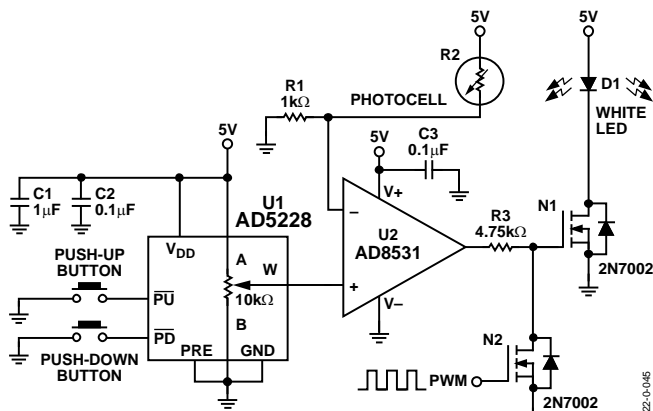 5V
5V
R2
R1
1kΩ
PHOTOCELL
D1
WHITE
LED
5V
C3
0.1µF
5V
C1
1µF
C2
0.1µF
U1
AD5228
V+
–
U2
AD8531
+
V–
R3
4.75kΩ
N1
2N7002
VDD
A
W
10kΩ
B
PUSH-UP
BUTTON
PU
PD
PUSH-DOWN
BUTTON
PRE
GND
N2
PWM
2N7002
22-0-045